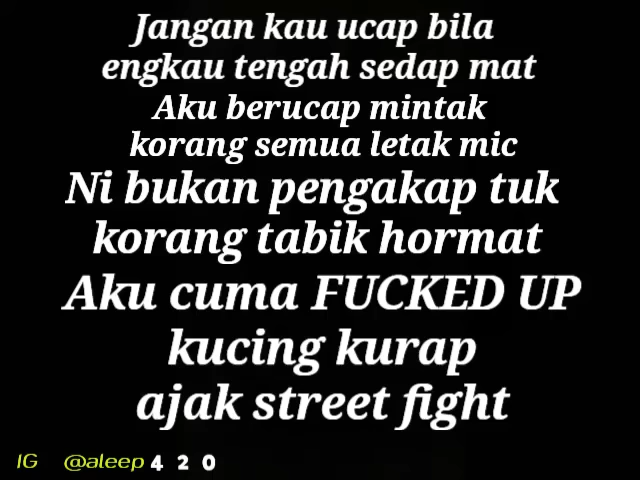 Jangan kau ucap bila
engkau tengah sedap mat
Aku berucap mintak
korang semua letak mic
Ni bukan pengakap tuk
korang tabik hormat
Aku cuma FUCKED UP
kucing kurap
ajak street fight
IG @aleep 4 2 0